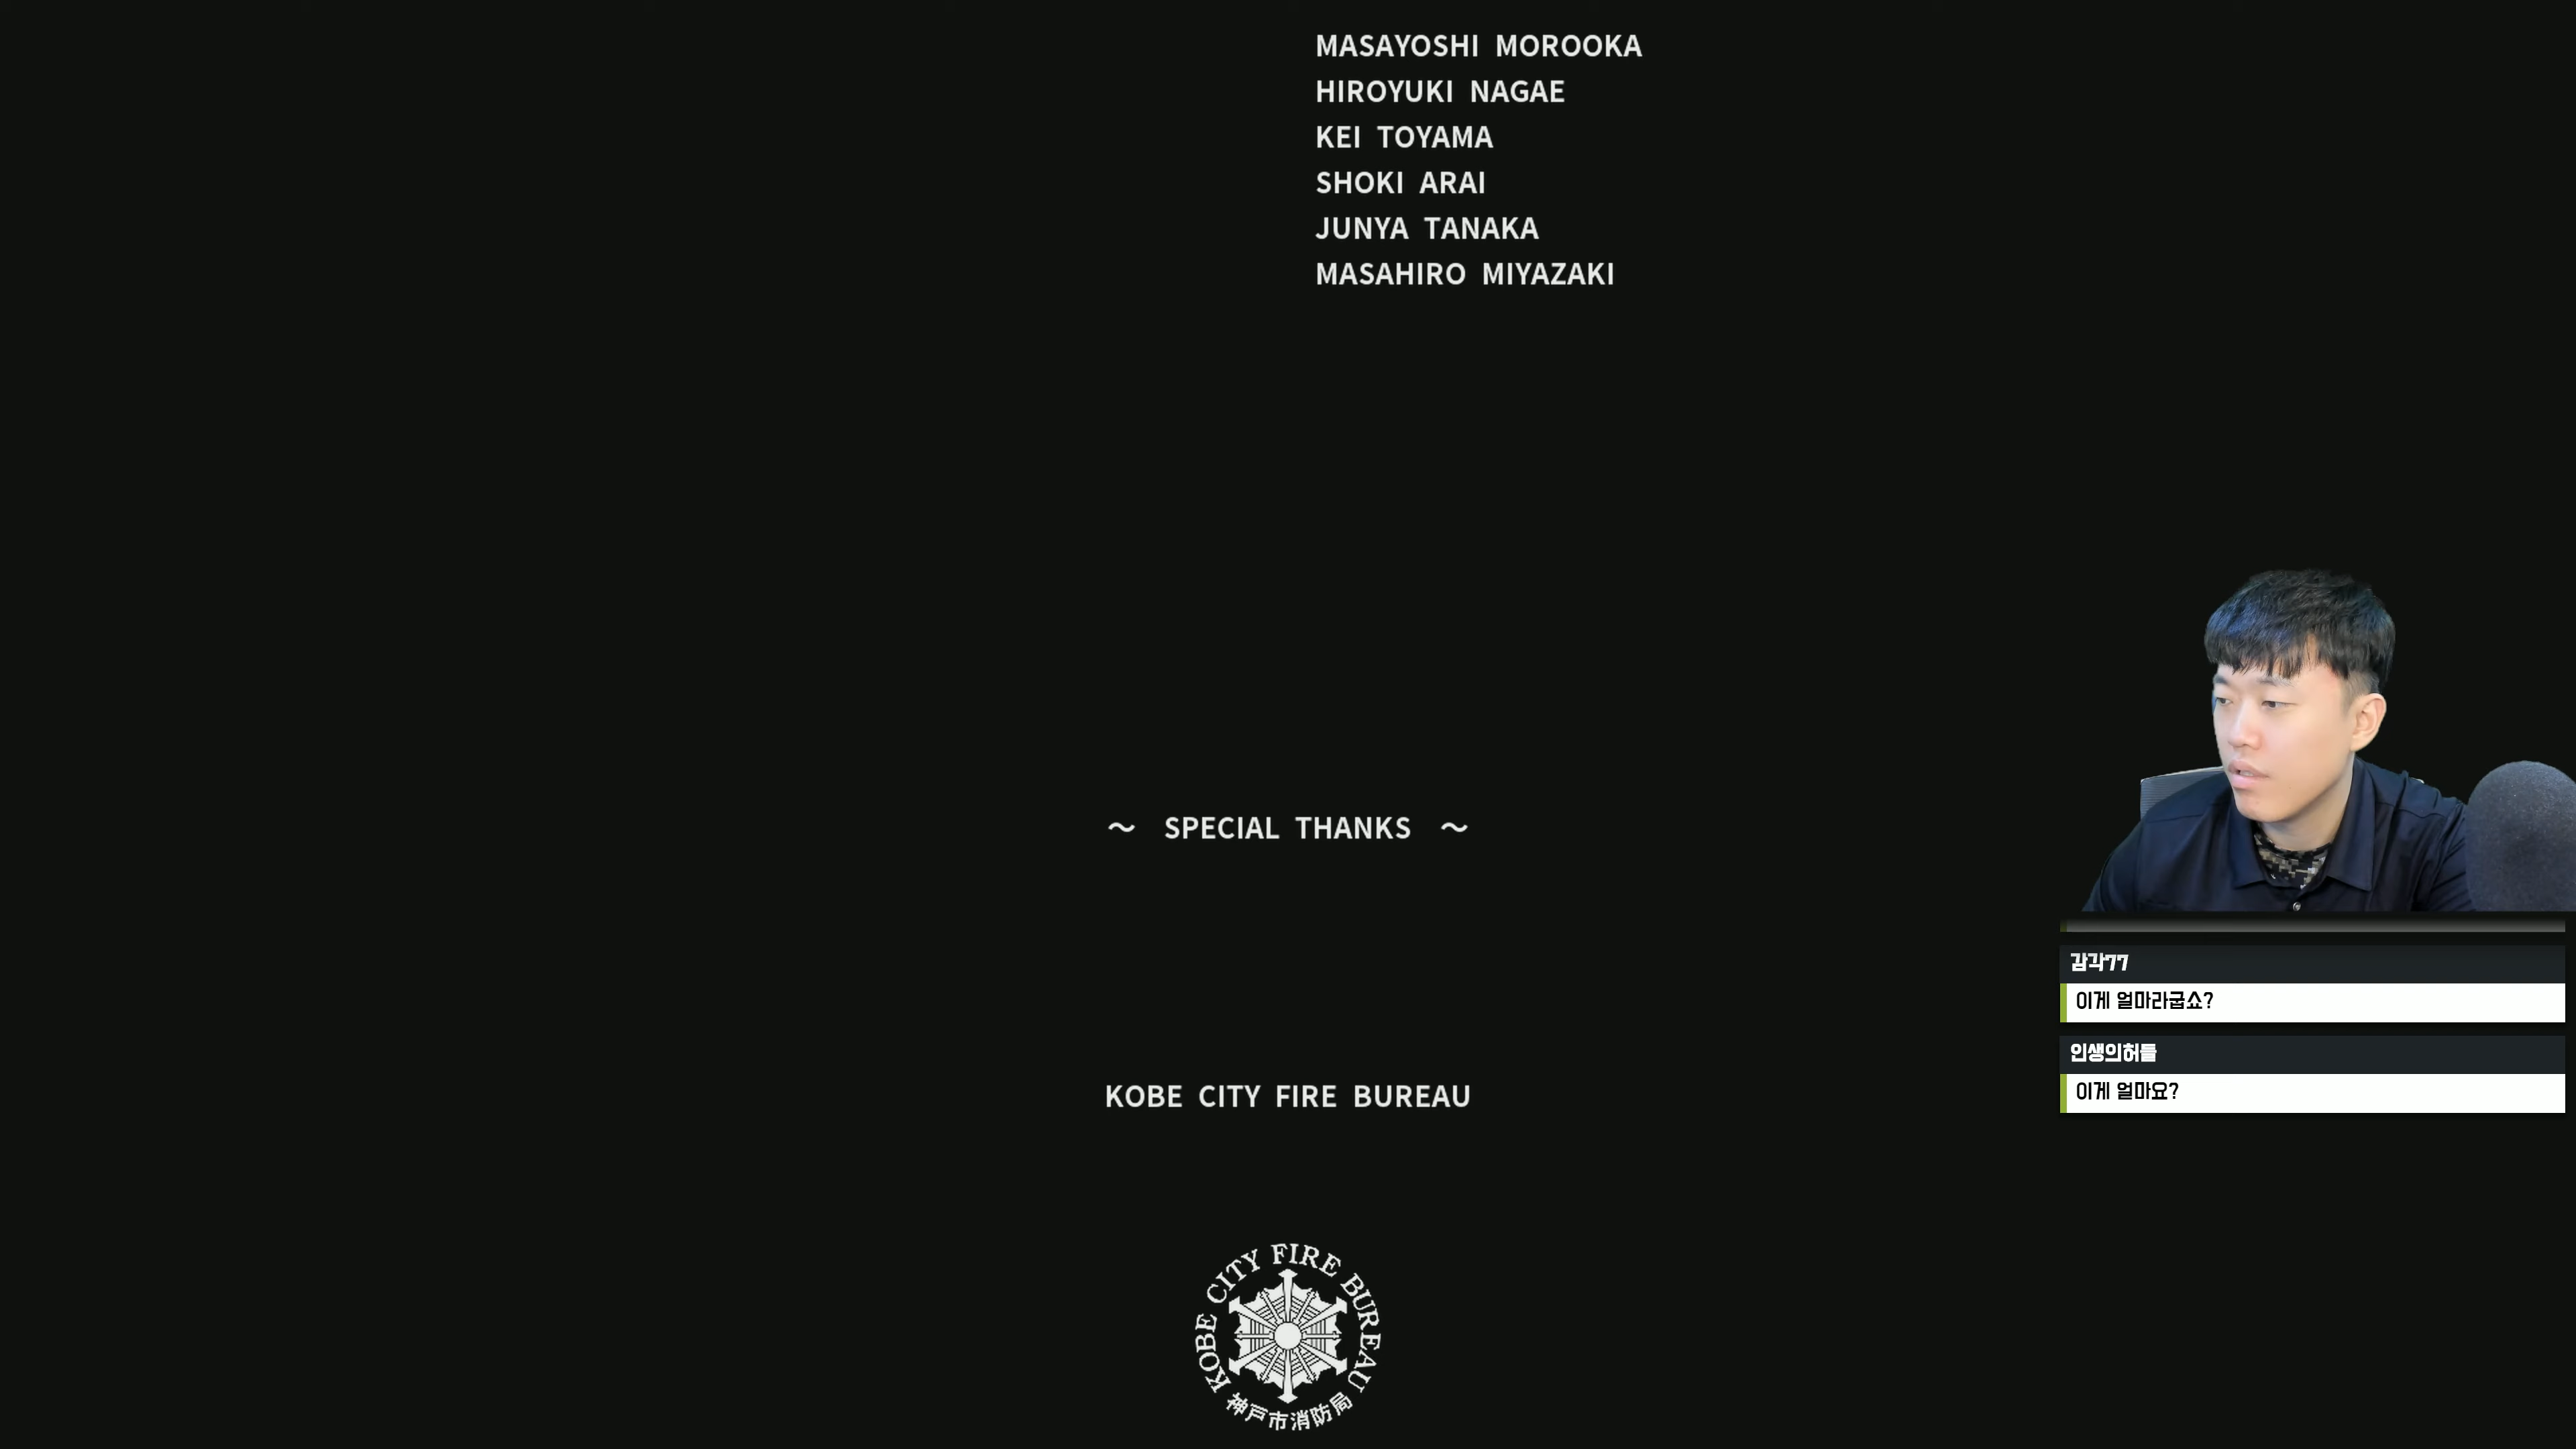 MASAYOSHI MOROOKA
HIROYUKI NAGAE
KEI TOYAMA
SHOKI ARAI
JUNYA TANAKA
MASAHIRO MIYAZAKI
～ SPECIAL THANKS ～
감각77
이게 얼마라굽쇼?
인생의허들
이게 얼마요?
KOBE CITY FIRE BUREAU
KOBE CITY FIRE BUREAU
神戸市消防局